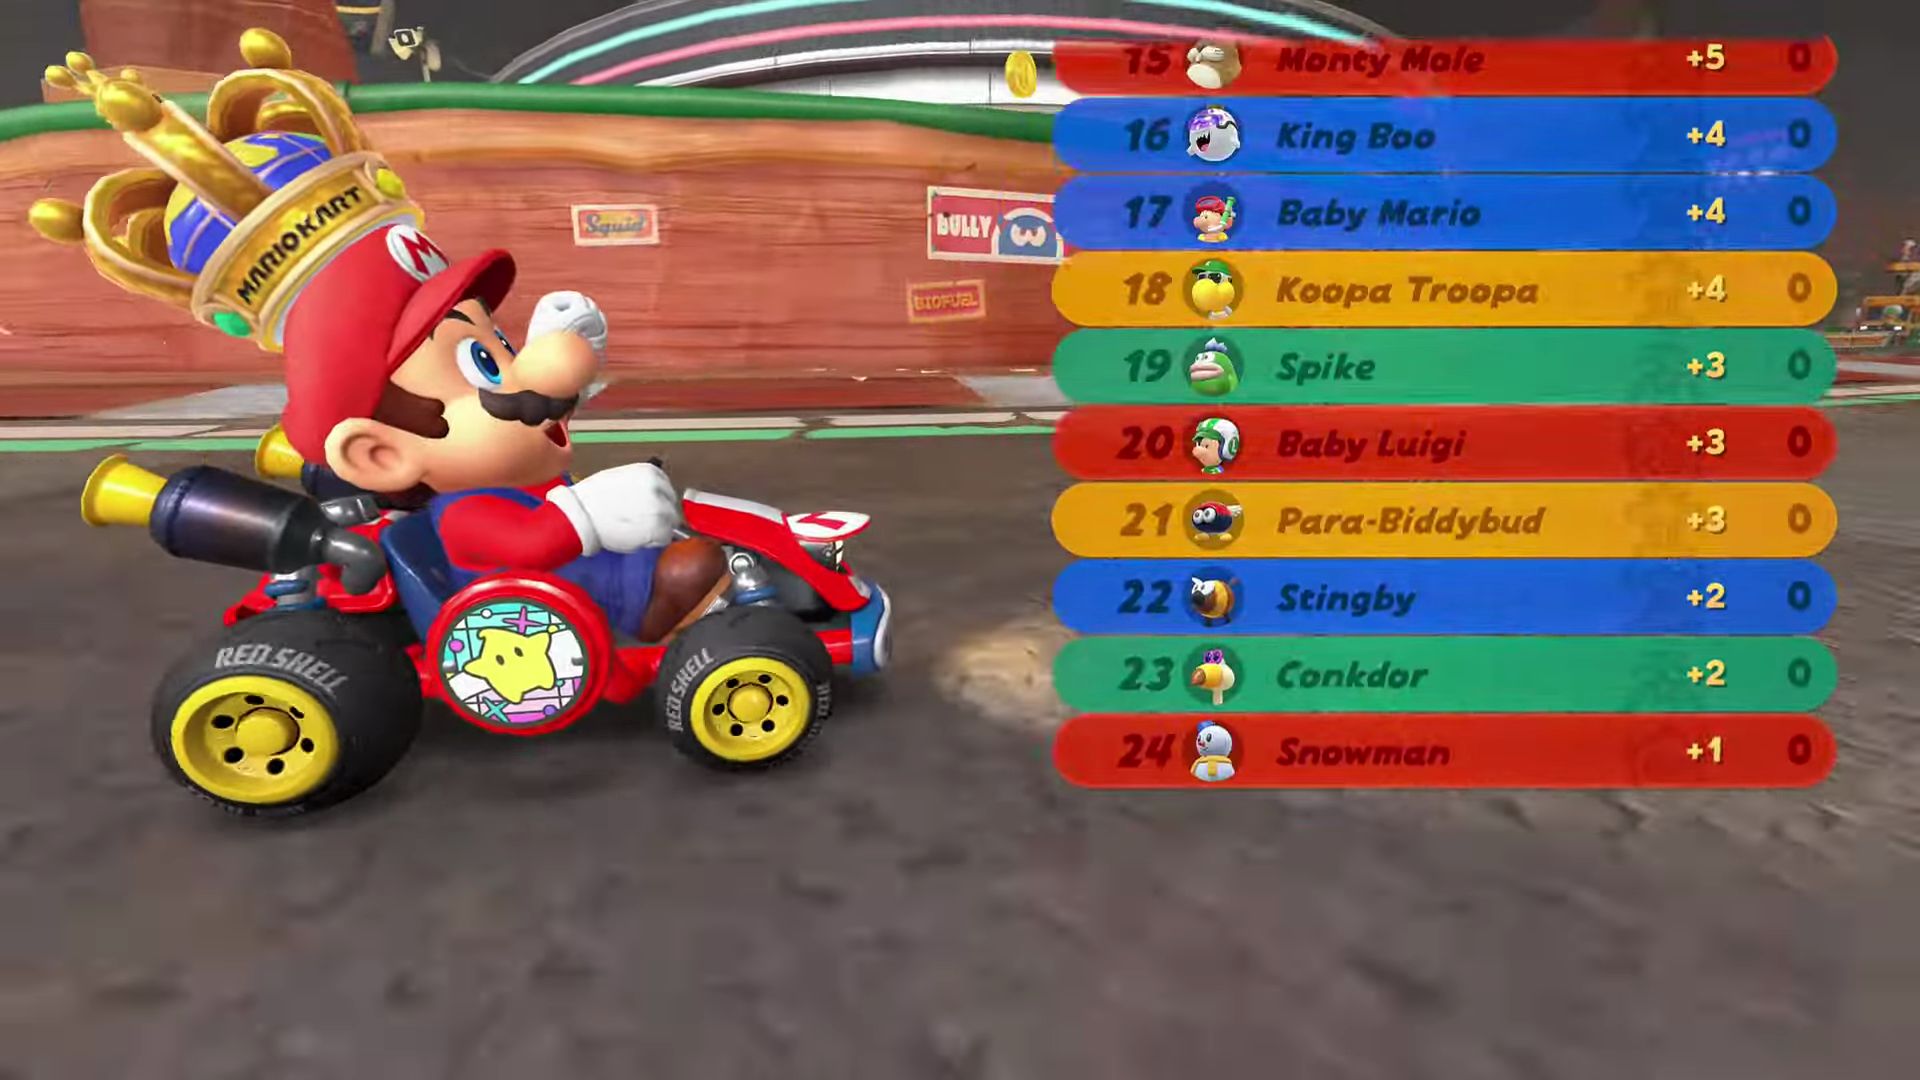 15 Monty Mole +5 0
16 King Boo +4 0
17 Baby Mario +4 0
18 Koopa Troopa +4 0
19 Spike +3 0
20 Baby Luigi +3 0
21 Para-Biddybud +3 0
22 Stingby +2 0
23 Conkdor +2 0
24 Snowman +1 0
MARIO KART
M
Squid
BULLY
BIOFUEL
RED SHELL
RED SHELL